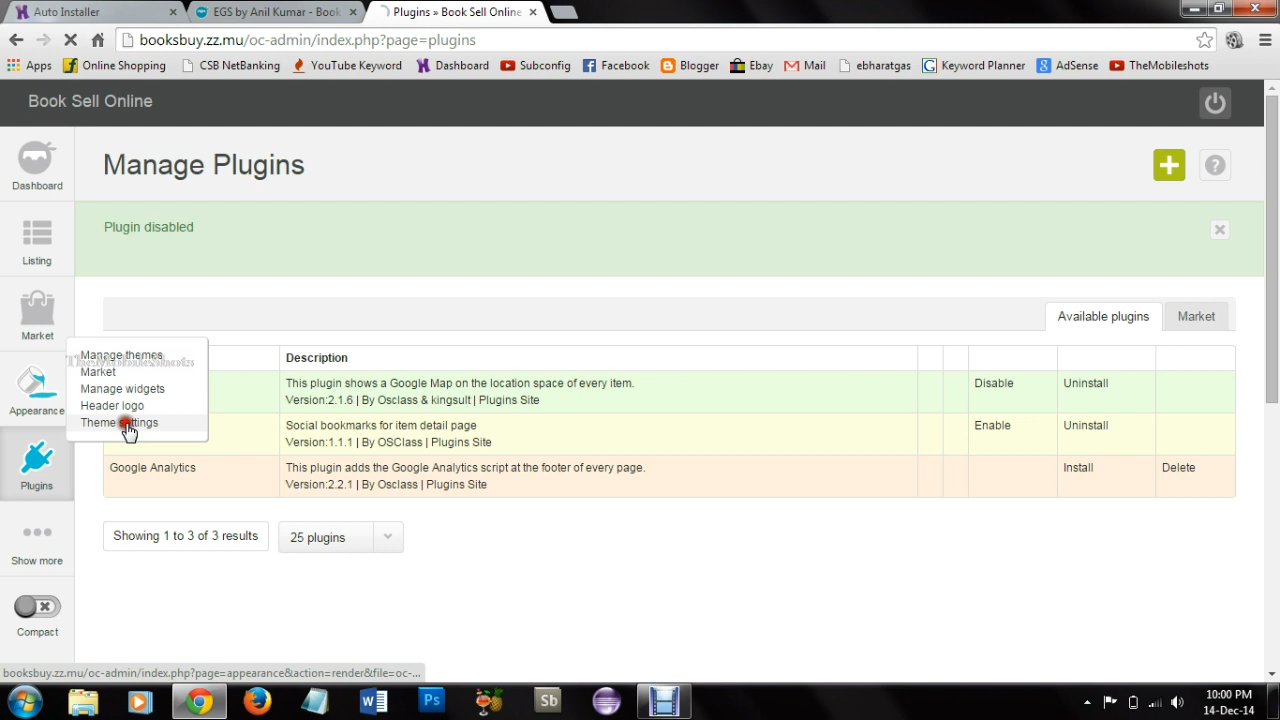 Auto Installer
EGS by Anil Kumar - Book
Plugins » Book Sell Online
booksbuy.zz.mu/oc-admin/index.php?page=plugins
Apps
Online Shopping
CSB NetBanking
YouTube Keyword
Dashboard
Subconfig
Facebook
Blogger
Ebay
Mail
ebharatgas
Keyword Planner
AdSense
TheMobileshots
Book Sell Online
Manage Plugins
Dashboard
Plugin disabled
Listing
Market
Available plugins
Market
Manage themes
Market
Manage widgets
Header logo
Theme
Appearance
Description
This plugin shows a Google Map on the location space of every item.
Version:2.1.6 | By Osclass & kingsult | Plugins Site
Disable
Uninstall
Social bookmarks for item detail page
Version:1.1.1 | By OSClass | Plugins Site
Enable
Uninstall
Google Analytics
This plugin adds the Google Analytics script at the footer of every page.
Version:2.2.1 | By Osclass | Plugins Site
Install
Delete
Plugins
Showing 1 to 3 of 3 results
25 plugins
Show more
Compact
booksbuy.zz.mu/oc-admin/index.php?page=appearance&action=render&file=oc-...
Ps
Sb
10:00 PM
14-Dec-14